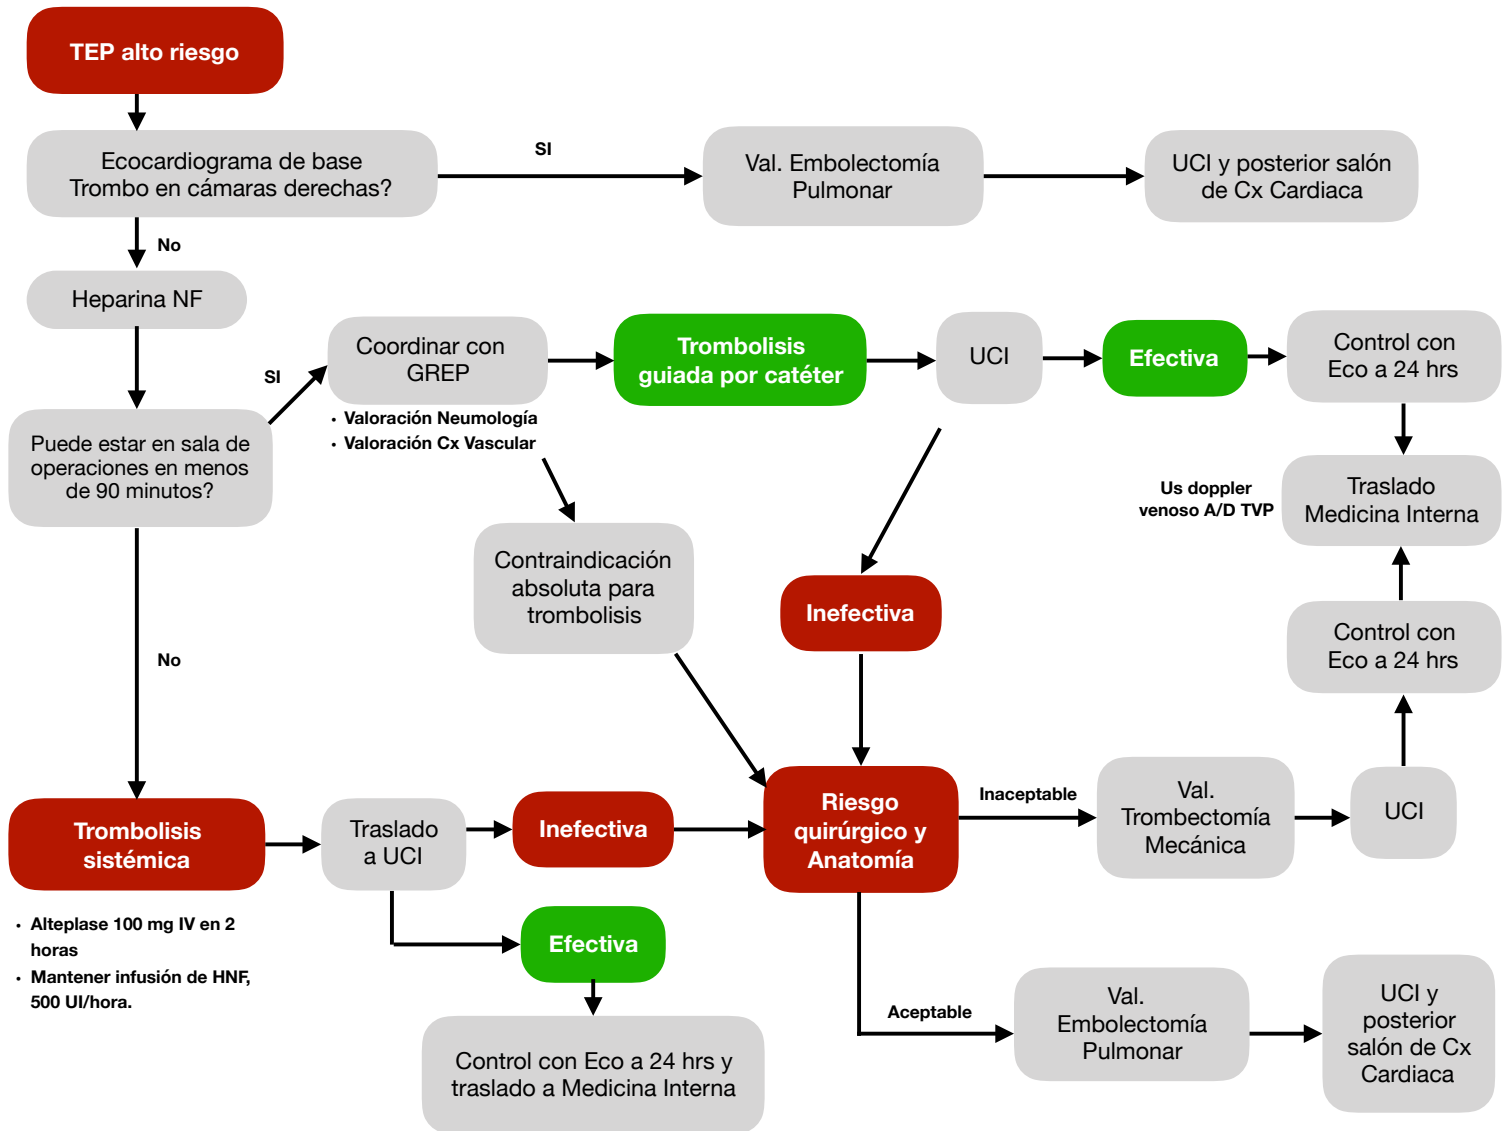 TEP alto riesgo
Ecocardiograma de base
Trombo en cámaras derechas?
SI
Val. Embolectomía
Pulmonar
UCI y posterior salón
de Cx Cardiaca
No
Heparina NF
Puede estar en sala de
operaciones en menos
de 90 minutos?
SI
Coordinar con
GREP
• Valoración Neumología
• Valoración Cx Vascular
Trombolisis
guiada por catéter
UCI
Efectiva
Control con
Eco a 24 hrs
Us doppler
venoso A/D TVP
Traslado
Medicina Interna
Contraindicación
absoluta para
trombolisis
Inefectiva
Control con
Eco a 24 hrs
No
Trombolisis
sistémica
• Alteplase 100 mg IV en 2
horas
• Mantener infusión de HNF,
500 UI/hora.
Traslado
a UCI
Inefectiva
Riesgo
quirúrgico y
Anatomía
Inaceptable
Val.
Trombectomía
Mecánica
UCI
Efectiva
Control con Eco a 24 hrs y
traslado a Medicina Interna
Aceptable
Val.
Embolectomía
Pulmonar
UCI y
posterior
salón de Cx
Cardiaca